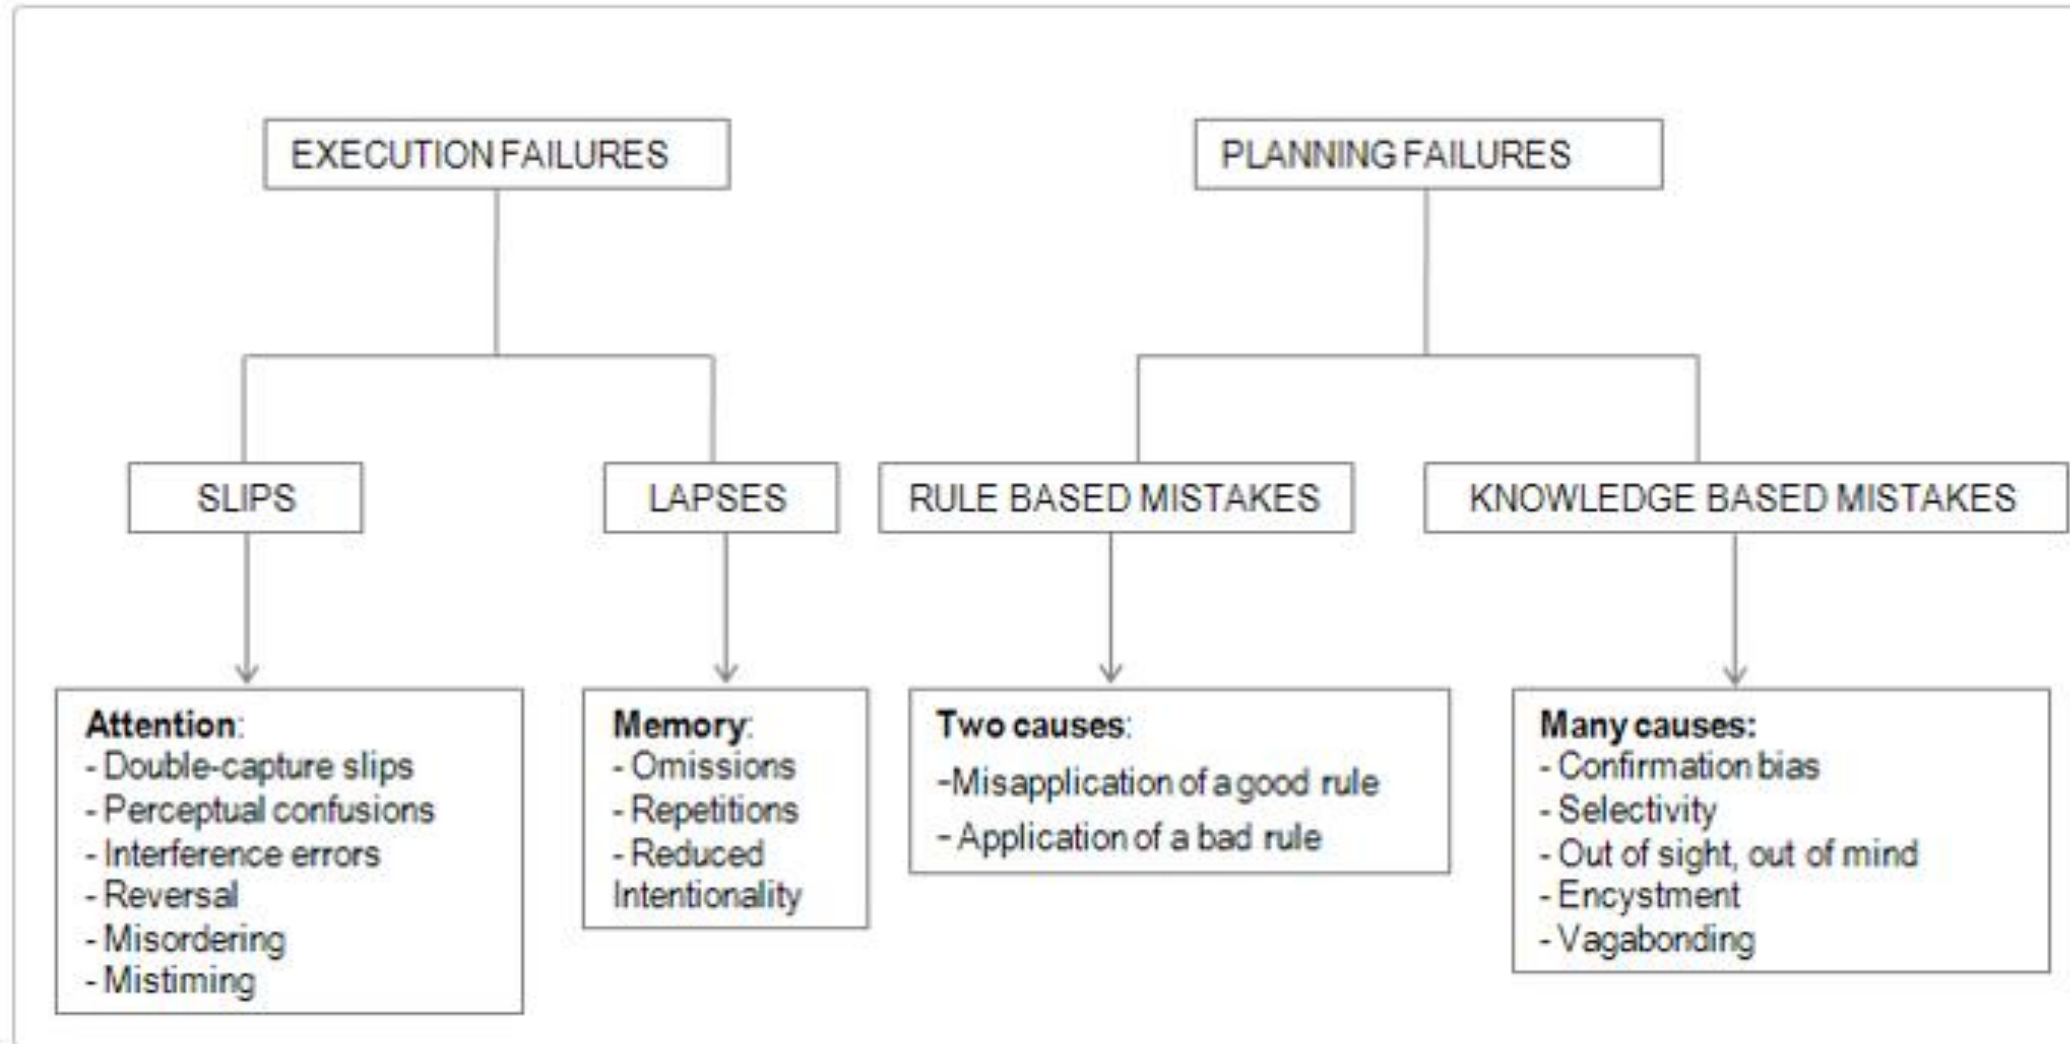 EXECUTION FAILURES
PLANNING FAILURES
SLIPS
LAPSES
RULE BASED MISTAKES
KNOWLEDGE BASED MISTAKES
Attention:
- Double-capture slips
- Perceptual confusions
- Interference errors
- Reversal
- Misordering
- Mistiming
Memory:
- Omissions
- Repetitions
- Reduced
Intentionality
Two causes:
-Misapplication of a good rule
- Application of a bad rule
Many causes:
- Confirmation bias
- Selectivity
- Out of sight, out of mind
- Encystment
- Vagabonding